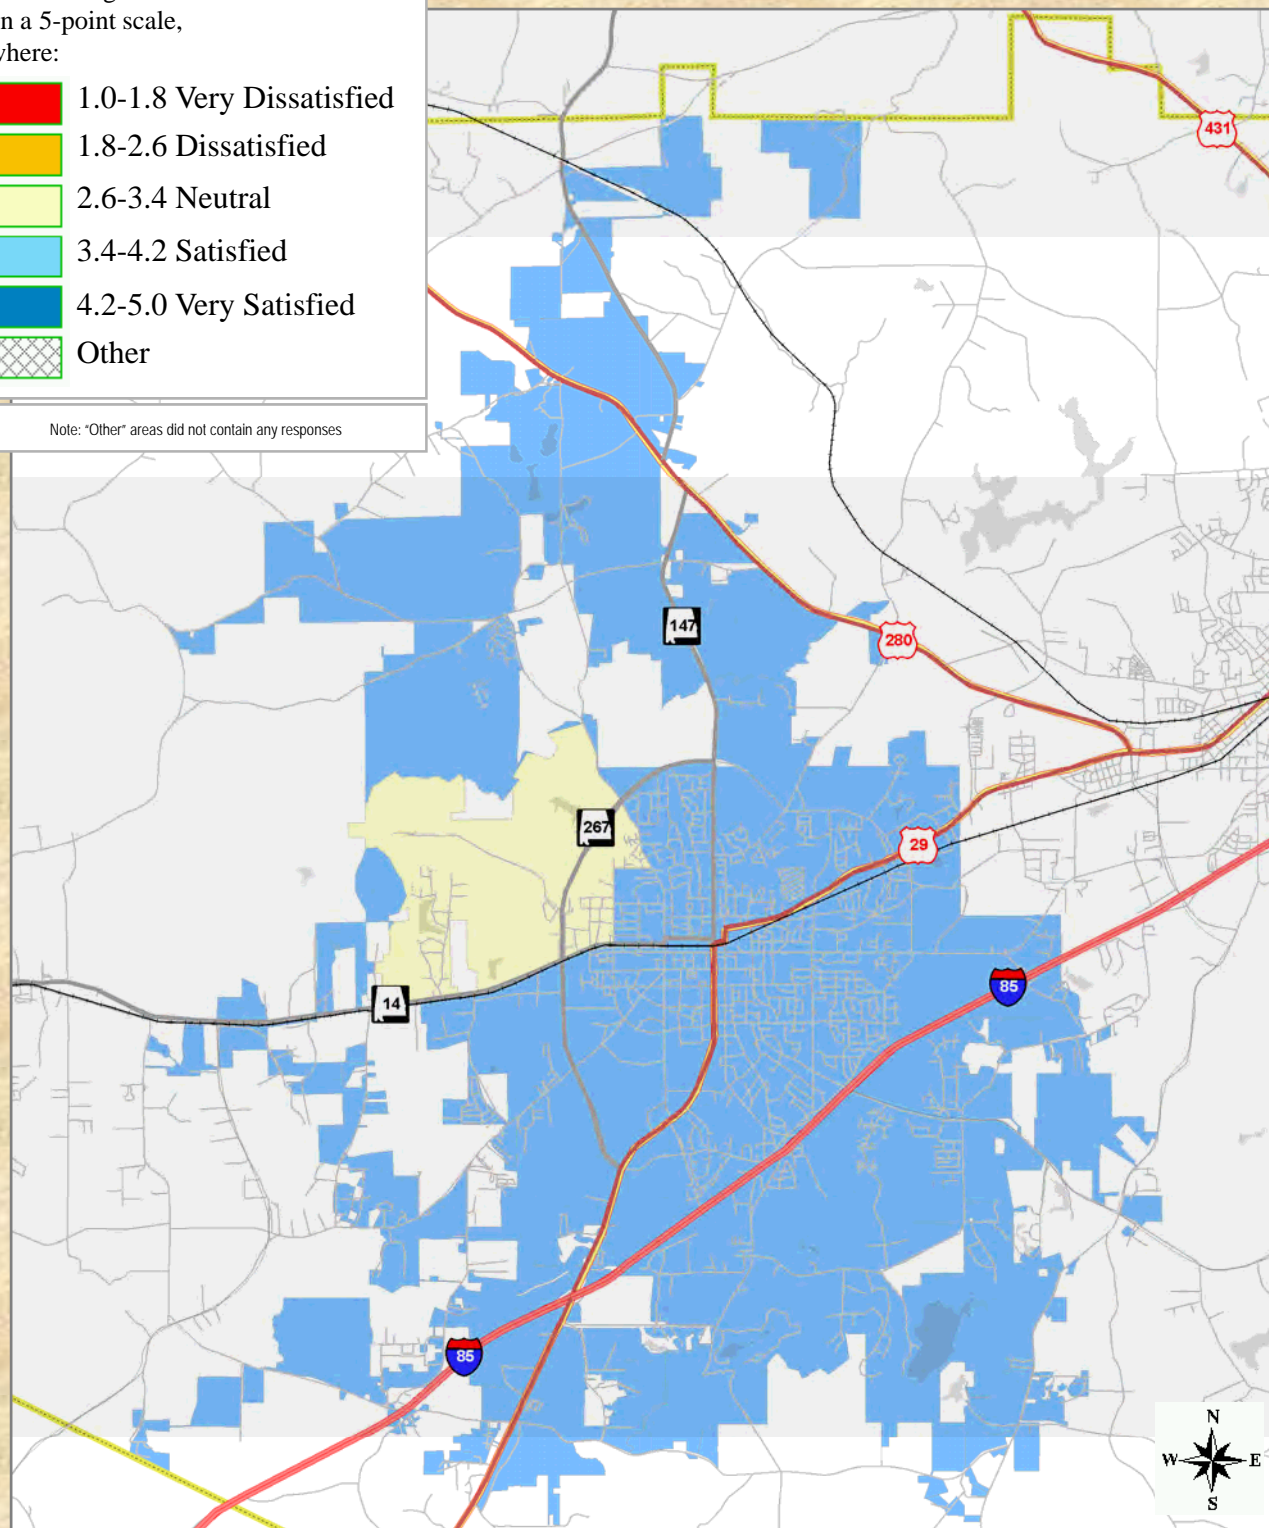 n a 5-point scale,
where:
1.0-1.8 Very Dissatisfied
1.8-2.6 Dissatisfied
2.6-3.4 Neutral
3.4-4.2 Satisfied
4.2-5.0 Very Satisfied
Other
Note: "Other" areas did not contain any responses
431
147
280
267
29
85
14
85
N
W E
S